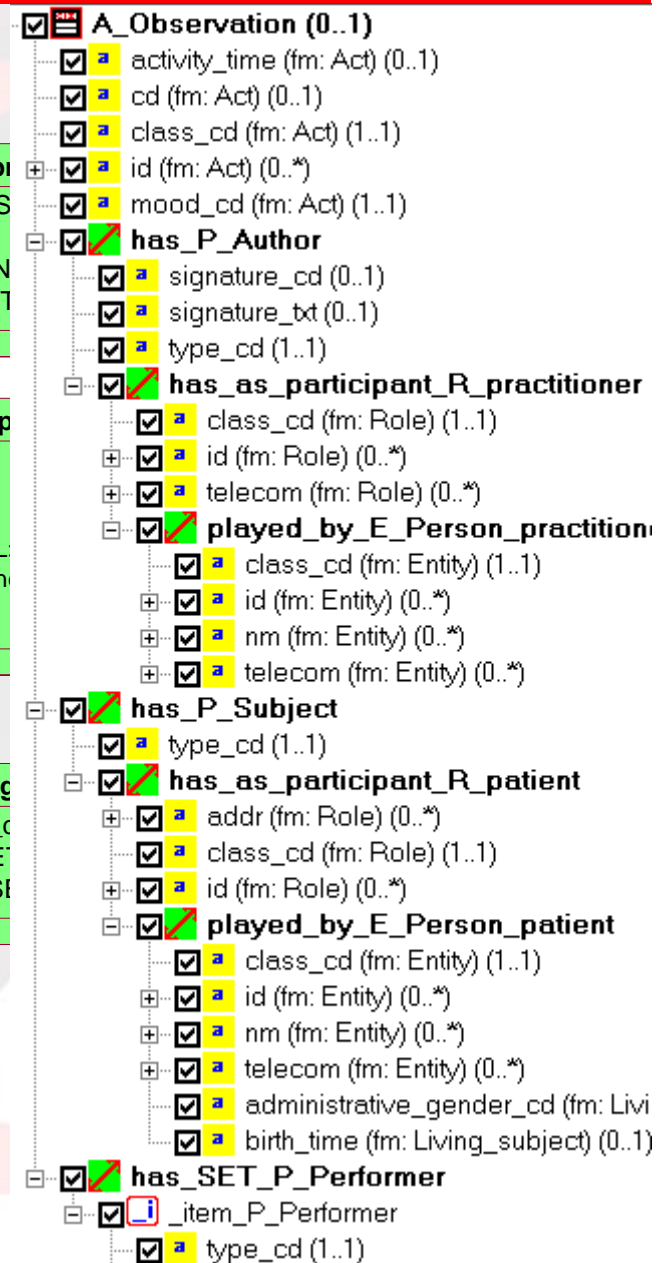 A_Observation (0..1)
activity_time (fm: Act) (0..1)
cd (fm: Act) (0..1)
class_cd (fm: Act) (1..1)
id (fm: Act) (0..*)
mood_cd (fm: Act) (1..1)
has_P_Author
signature_cd (0..1)
signature_txt (0..1)
type_cd (1..1)
has_as_participant_R_practitioner
class_cd (fm: Role) (1..1)
id (fm: Role) (0..*)
telecom (fm: Role) (0..*)
played_by_E_Person_practition
class_cd (fm: Entity) (1..1)
id (fm: Entity) (0..*)
nm (fm: Entity) (0..*)
telecom (fm: Entity) (0..*)
has_P_Subject
type_cd (1..1)
has_as_participant_R_patient
addr (fm: Role) (0..*)
class_cd (fm: Role) (1..1)
id (fm: Role) (0..*)
played_by_E_Person_patient
class_cd (fm: Entity) (1..1)
id (fm: Entity) (0..*)
nm (fm: Entity) (0..*)
telecom (fm: Entity) (0..*)
administrative_gender_cd (fm: Livi
birth_time (fm: Living_subject) (0..1)
has_SET_P_Performer
_item_P_Performer
type_cd (1..1)